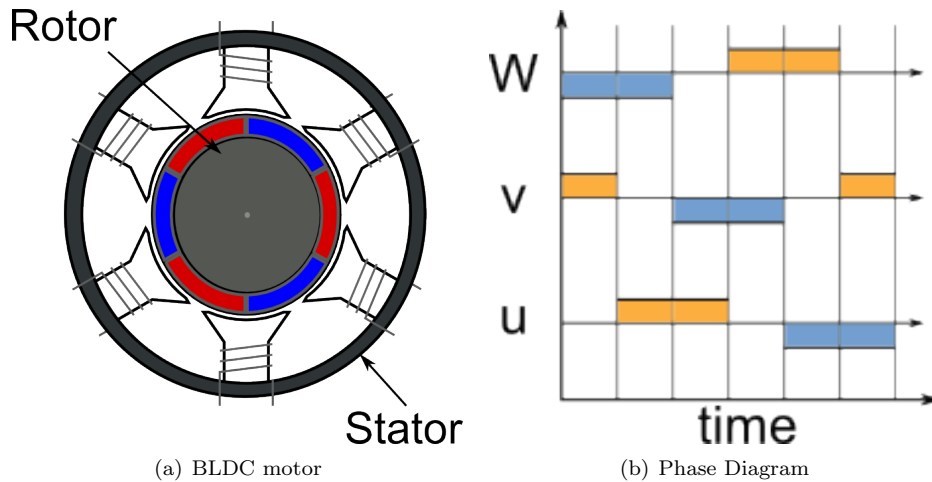 Rotor
Stator
(a) BLDC motor
W
v
u
time
(b) Phase Diagram